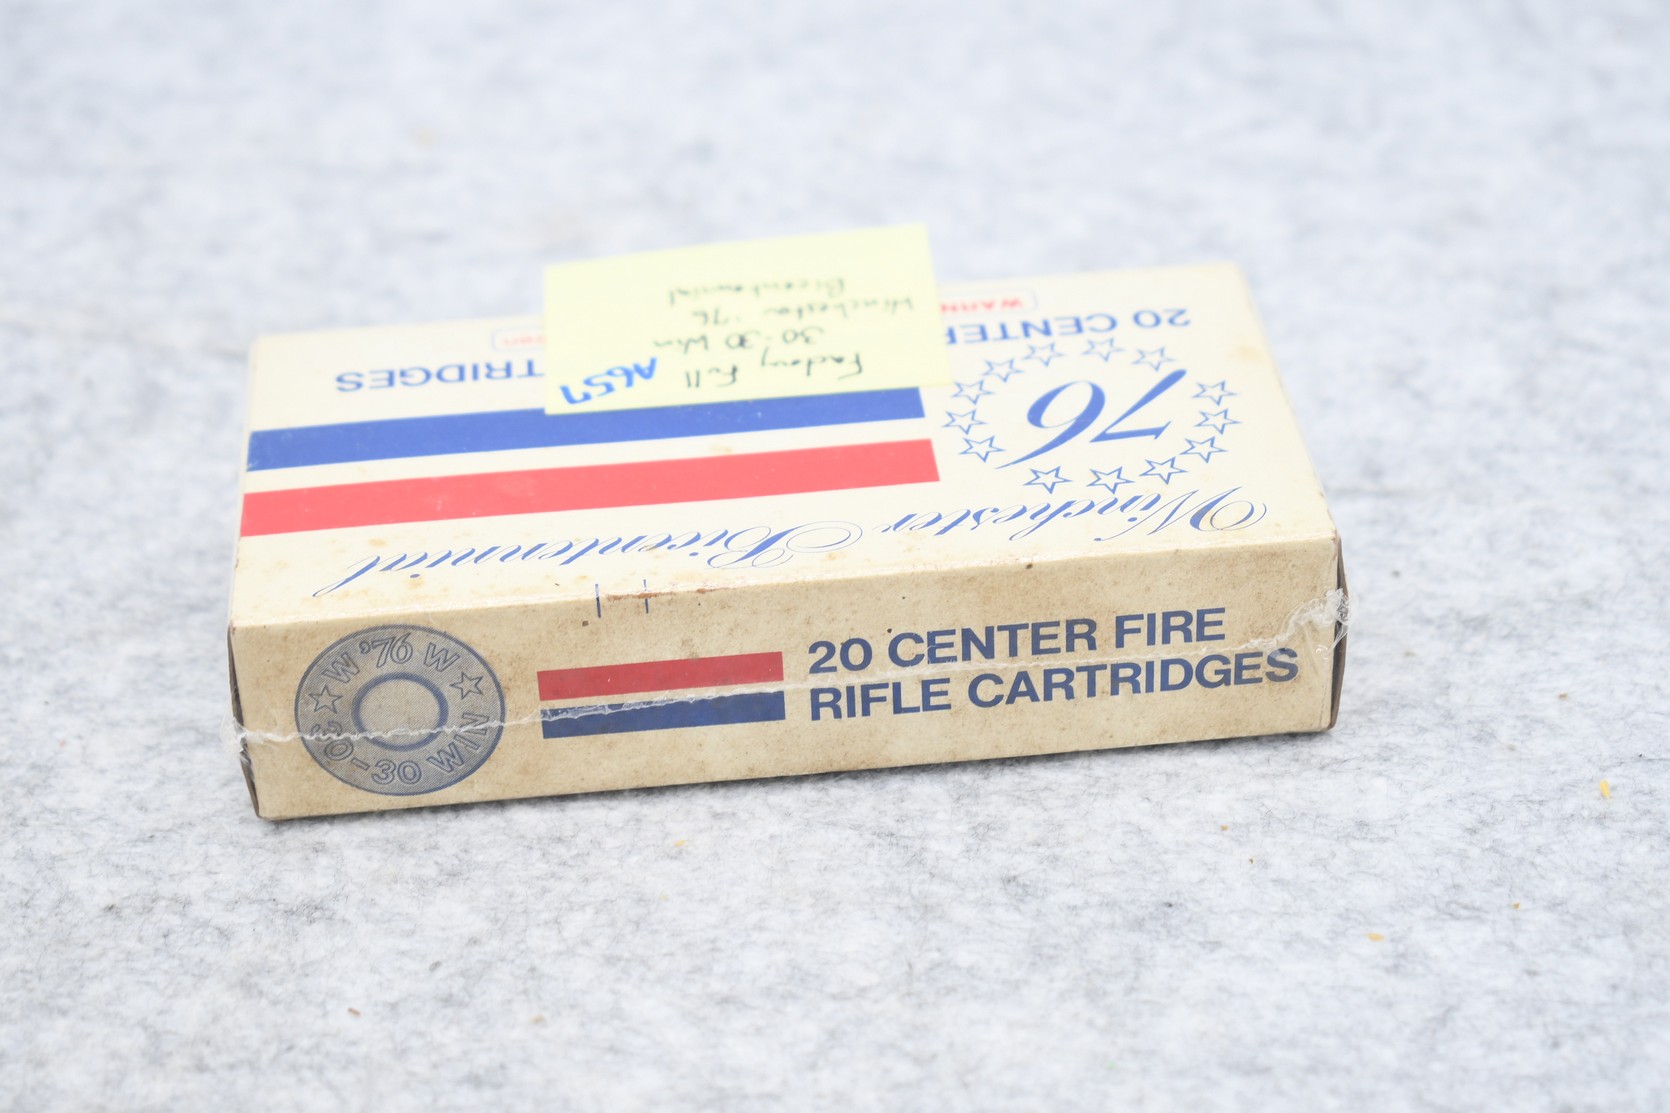 Factory Full
30-30 Win
Winchester '76
Bicentennial
A657
20 CENTER
TRIDGES
76
Winchester Bicentennial
W '76 W
30-30 WIN
20 CENTER FIRE
RIFLE CARTRIDGES